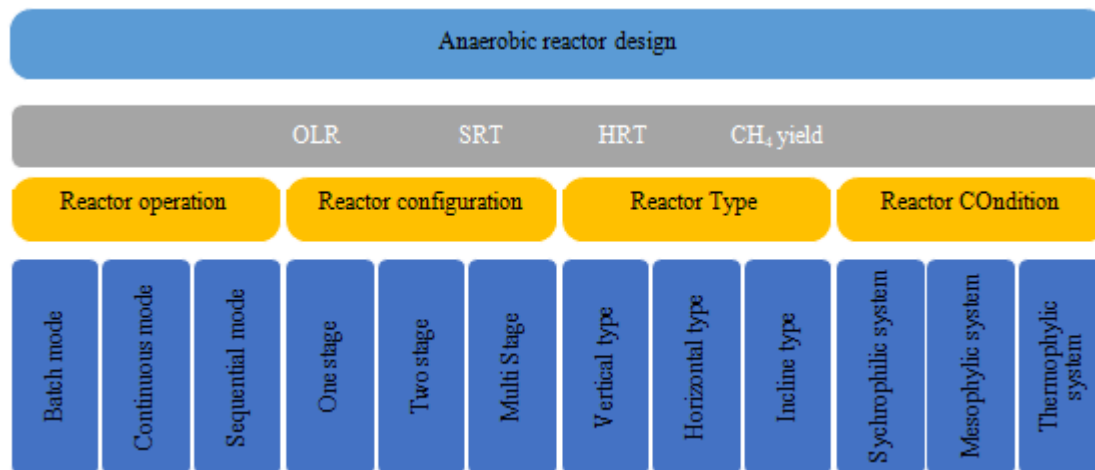 Anaerobic reactor design
OLR SRT HRT CH₄ yield
Reactor operation
Reactor configuration
Reactor Type
Reactor COndition
Batch mode
Continuous mode
Sequential mode
One stage
Two stage
Multi Stage
Vertical type
Horizontal type
Incline type
Sychrophilic system
Mesophylic system
Thermophylic
system